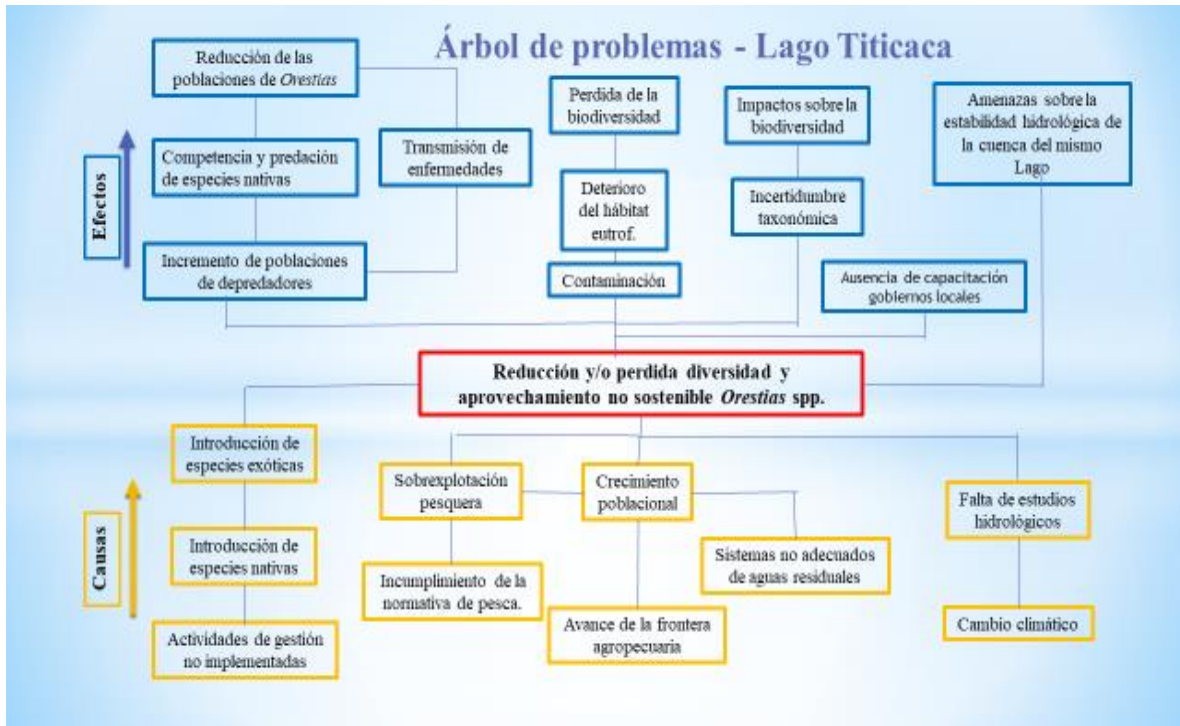 Árbol de problemas - Lago Titicaca
Reducción de las
poblaciones de Orestias
Perdida de la
biodiversidad
Impactos sobre la
biodiversidad
Amenazas sobre la
estabilidad hidrológica de
la cuenca del mismo
Lago
Efectos
Competencia y predación
de especies nativas
Transmisión de
enfermedades
Deterioro
del hábitat
eutrof.
Incertidumbre
taxonómica
Incremento de poblaciones
de depredadores
Contaminación
Ausencia de capacitación
gobiernos locales
Reducción y/o perdida diversidad y
aprovechamiento no sostenible Orestias spp.
Causas
Introducción de
especies exóticas
Sobrexplotación
pesquera
Crecimiento
poblacional
Falta de estudios
hidrológicos
Introducción de
especies nativas
Sistemas no adecuados
de aguas residuales
Incumplimiento de la
normativa de pesca.
Actividades de gestión
no implementadas
Avance de la frontera
agropecuaria
Cambio climático